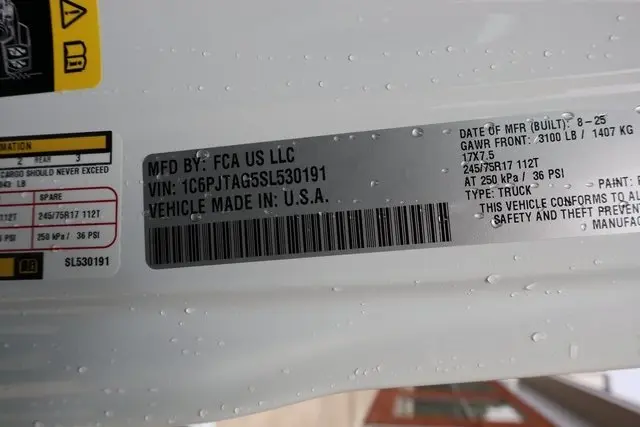 MATION
2 REAR 3
CARGO SHOULD NEVER EXCEED
LB
SPARE
112T 245/75R17 112T
PSI 250 kPa / 36 PSI
SL530191
MFD BY: FCA US LLC
VIN: 1C6PJTAG5SL530191
VEHICLE MADE IN: U.S.A.
DATE OF MFR (BUILT): 8-25
GAWR FRONT: 3100 LB / 1407 KG
17X7.5
245/75R17 112T
AT 250 kPa / 36 PSI
TYPE: TRUCK
PAINT:
THIS VEHICLE CONFORMS TO AL
SAFETY AND THEFT PREVENT
MANUFAC